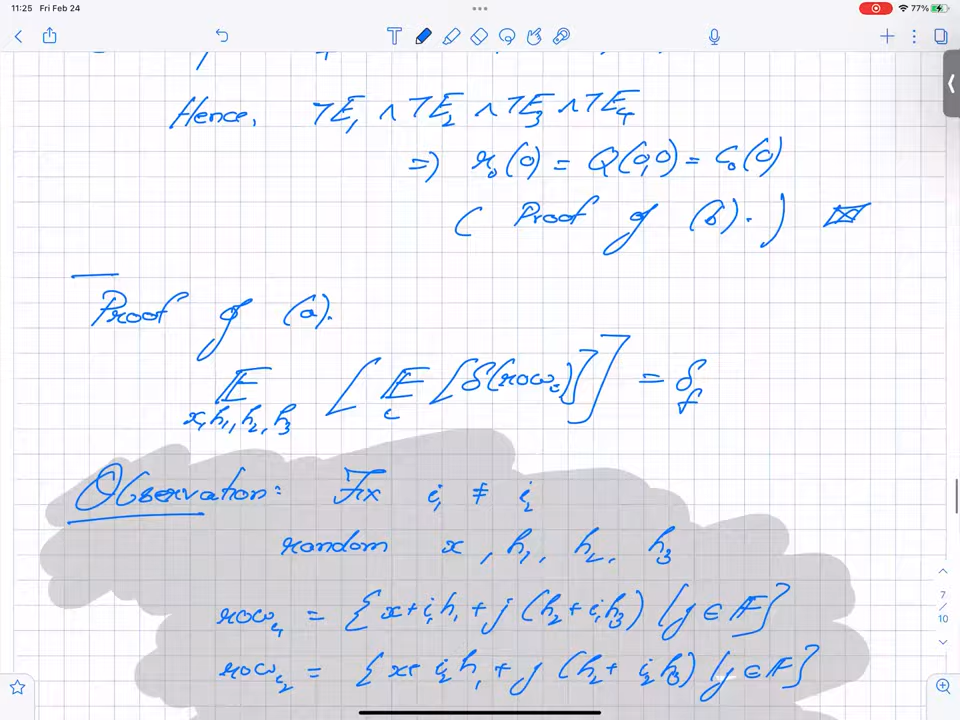 11:25 Fri Feb 24
77%
Hence, ¬E₁ ∧ ¬E₂ ∧ ¬E₃ ∧ ¬E₄
⇒ r₀(0) = Q(0,0) = c₀(0)
( Proof of (b). ) ⊠
Proof of (a).
𝔼_{x,h₁,h₂,h₃} [ 𝔼_i [δ(row_i)] ] = δ_f
Observation: Fix i₁ ≠ i₂
random x, h₁, h₂, h₃
row_{i₁} = { x + i₁h₁ + j (h₂ + i₁h₃) | j ∈ 𝔽 }
row_{i₂} = { x + i₂h₁ + j (h₂ + i₂h₃) | j ∈ 𝔽 }
7
/
10